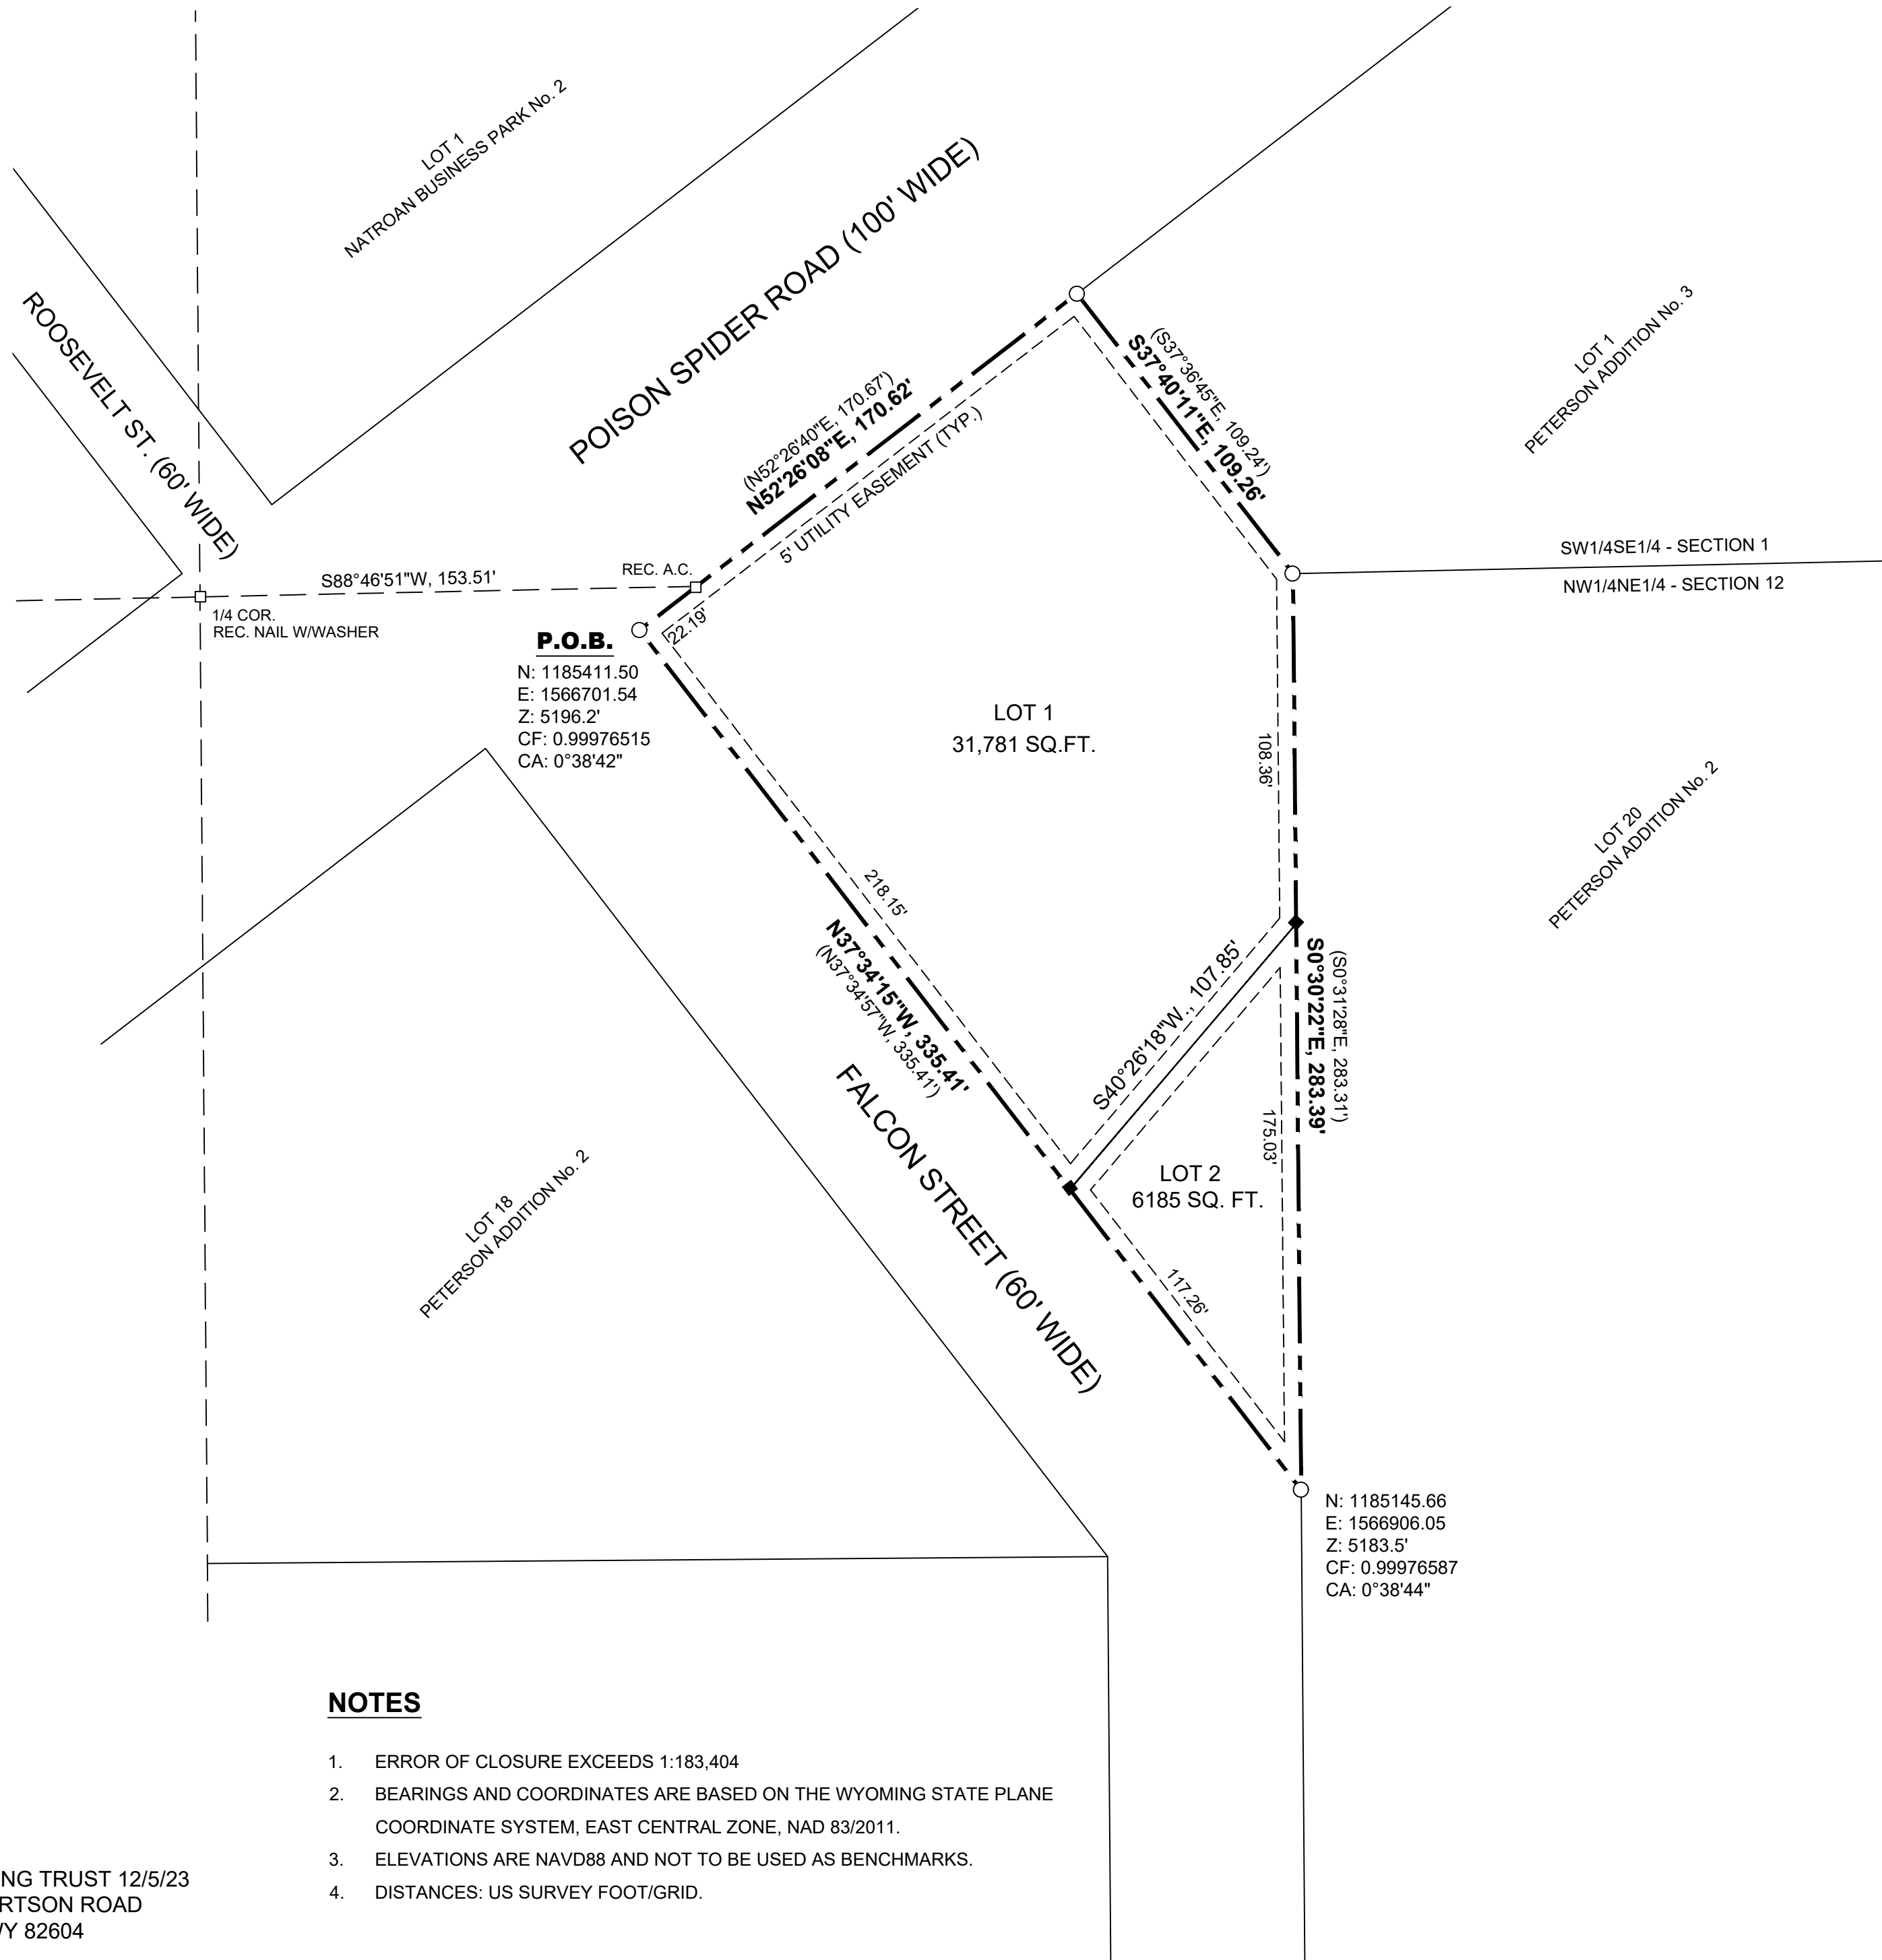 LOT 1
NATROAN BUSINESS PARK No. 2
POISON SPIDER ROAD (100' WIDE)
ROOSEVELT ST. (60' WIDE)
LOT 1
PETERSON ADDITION No. 3
(S37°36'45"E, 109.24')
S37°40'11"E, 109.26'
(N52°26'40"E, 170.67')
N52°26'08"E, 170.62'
5' UTILITY EASEMENT (TYP.)
SW1/4SE1/4 - SECTION 1
NW1/4NE1/4 - SECTION 12
S88°46'51"W, 153.51'
REC. A.C.
1/4 COR.
REC. NAIL W/WASHER
22.19'
P.O.B.
N: 1185411.50
E: 1566701.54
Z: 5196.2'
CF: 0.99976515
CA: 0°38'42"
LOT 1
31,781 SQ.FT.
108.36'
LOT 20
PETERSON ADDITION No. 2
218.15'
N37°34'15"W, 335.41'
(N37°34'57"W, 335.41')
S40°26'18"W., 107.85'
(S0°31'28"E, 283.31')
S0°30'22"E, 283.39'
175.03'
LOT 2
6185 SQ. FT.
117.26'
FALCON STREET (60' WIDE)
LOT 18
PETERSON ADDITION No. 2
N: 1185145.66
E: 1566906.05
Z: 5183.5'
CF: 0.99976587
CA: 0°38'44"
NOTES
1. ERROR OF CLOSURE EXCEEDS 1:183,404
2. BEARINGS AND COORDINATES ARE BASED ON THE WYOMING STATE PLANE
COORDINATE SYSTEM, EAST CENTRAL ZONE, NAD 83/2011.
3. ELEVATIONS ARE NAVD88 AND NOT TO BE USED AS BENCHMARKS.
4. DISTANCES: US SURVEY FOOT/GRID.
NG TRUST 12/5/23
RTSON ROAD
WY 82604